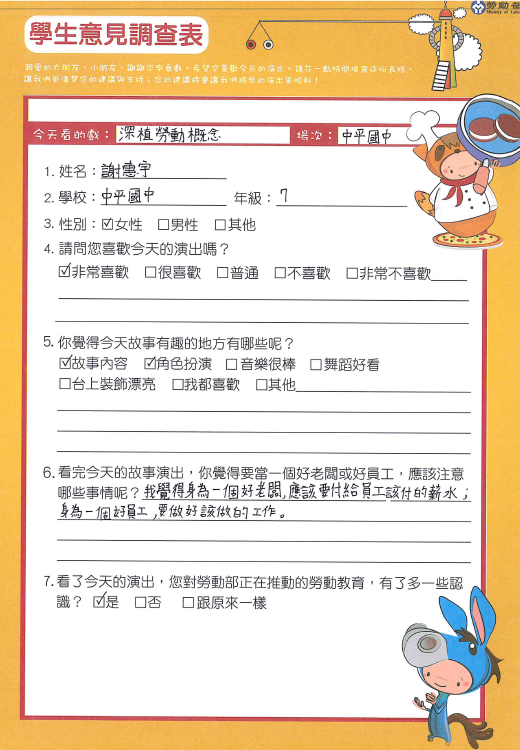 勞動部
Ministry of Labor
學生意見調查表
親愛的大朋友、小朋友,謝謝您來看戲,希望您喜歡今天的演出。請花一點時間填寫這份表格,
讓我們更清楚您的建議與支持;您的建議將會讓我們將來的演出更順利!
今天看的戲:深植勞動概念 場次:中平國中
1. 姓名:謝惠宇
2. 學校:中平國中 年級:7
3. 性別:☑女性 □男性 □其他
4. 請問您喜歡今天的演出嗎?
☑非常喜歡 □很喜歡 □普通 □不喜歡 □非常不喜歡
5. 你覺得今天故事有趣的地方有哪些呢?
☑故事內容 ☑角色扮演 □音樂很棒 □舞蹈好看
□台上裝飾漂亮 □我都喜歡 □其他
6. 看完今天的故事演出,你覺得要當一個好老闆或好員工,應該注意
哪些事情呢?我覺得身為一個好老闆,應該要付給員工該付的薪水;
身為一個好員工,要做好該做的工作。
7. 看了今天的演出,您對勞動部正在推動的勞動教育,有了多一些認
識? ☑是 □否 □跟原來一樣